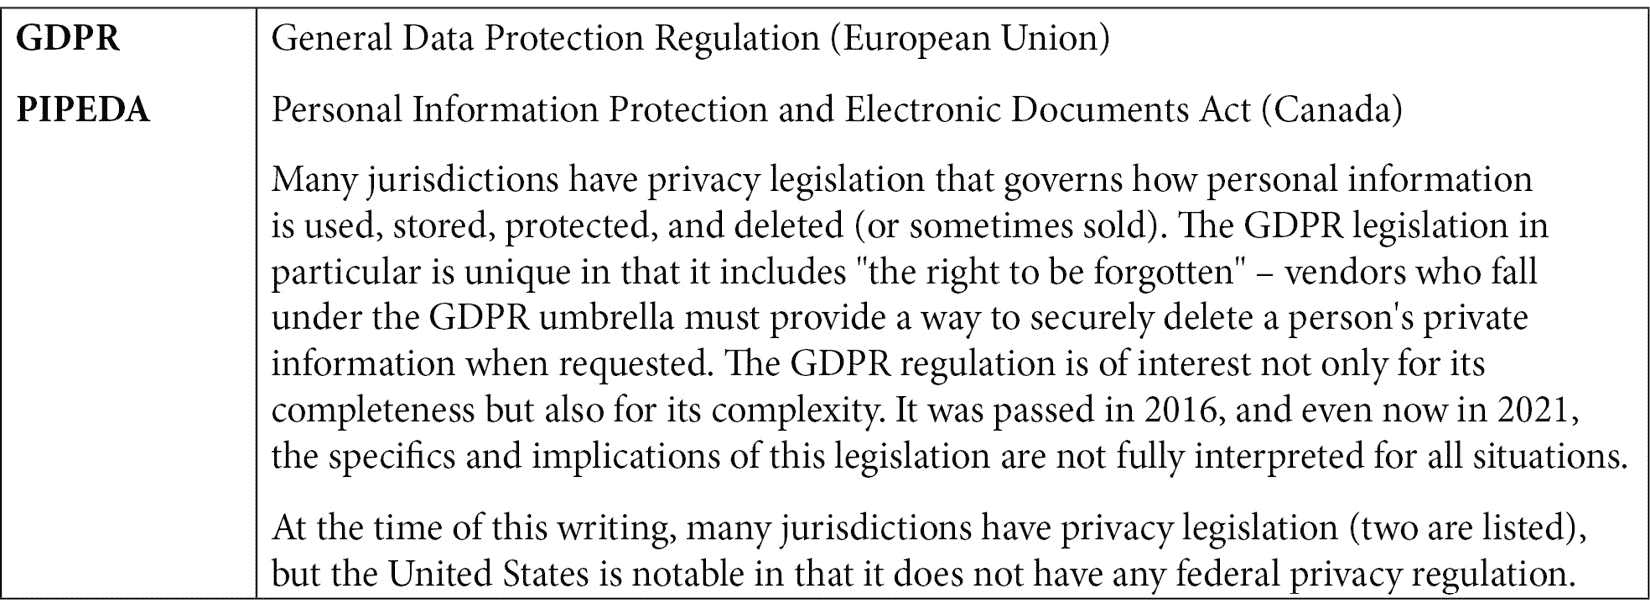 GDPR General Data Protection Regulation (European Union)
PIPEDA Personal Information Protection and Electronic Documents Act (Canada)
Many jurisdictions have privacy legislation that governs how personal information
is used, stored, protected, and deleted (or sometimes sold). The GDPR legislation in
particular is unique in that it includes "the right to be forgotten" – vendors who fall
under the GDPR umbrella must provide a way to securely delete a person's private
information when requested. The GDPR regulation is of interest not only for its
completeness but also for its complexity. It was passed in 2016, and even now in 2021,
the specifics and implications of this legislation are not fully interpreted for all situations.
At the time of this writing, many jurisdictions have privacy legislation (two are listed),
but the United States is notable in that it does not have any federal privacy regulation.